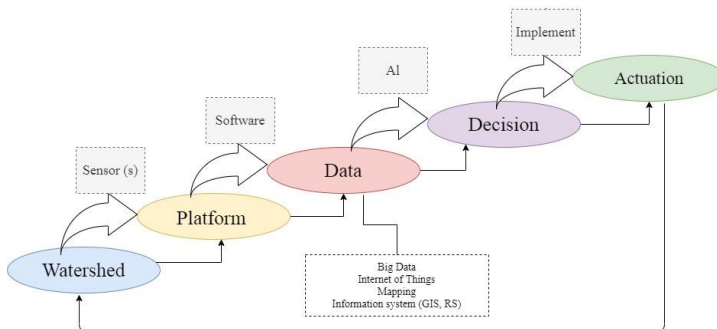 Implement
Actuation
AI
Decision
Software
Data
Sensor (s)
Platform
Watershed
Big Data
Internet of Things
Mapping
Information system (GIS, RS)